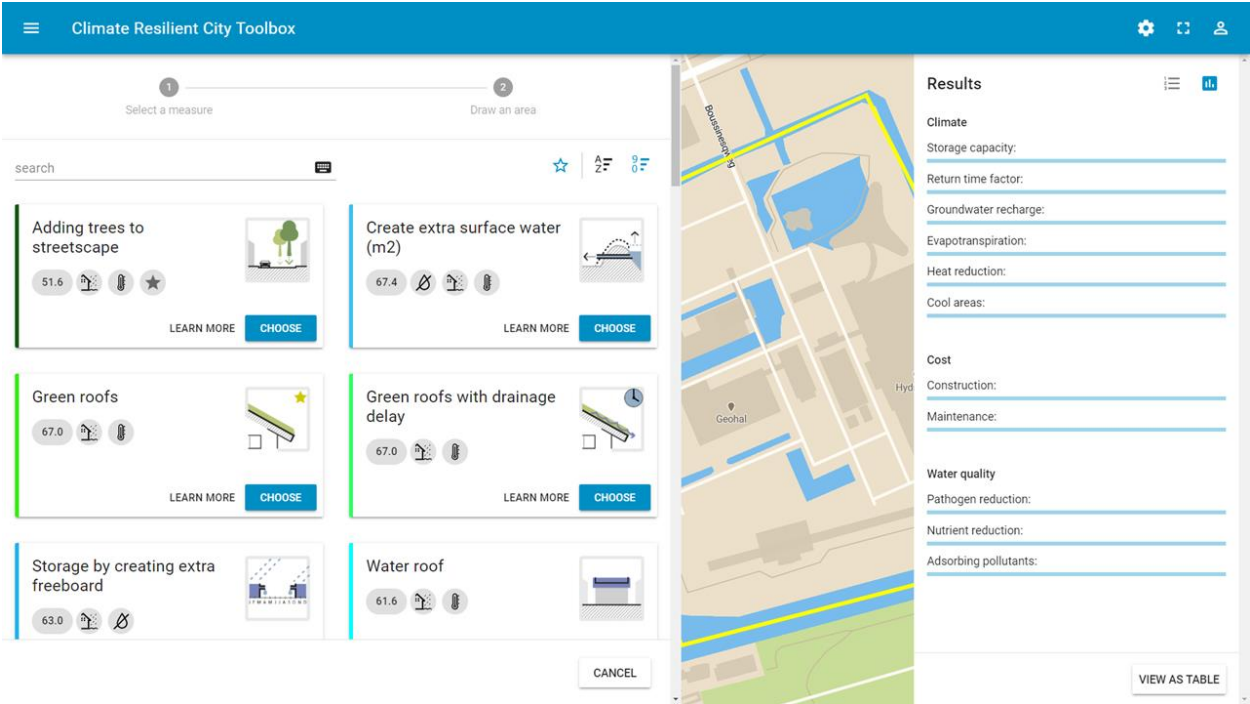 Climate Resilient City Toolbox
1
2
Select a measure
Draw an area
search
A
Z
9
0
Adding trees to
streetscape
51.6
LEARN MORE
CHOOSE
Create extra surface water
(m2)
67.4
LEARN MORE
CHOOSE
Green roofs
67.0
LEARN MORE
CHOOSE
Green roofs with drainage
delay
67.0
LEARN MORE
CHOOSE
Storage by creating extra
freeboard
63.0
Water roof
61.6
CANCEL
Boussinesqweg
Geohal
Hyd
Results
Climate
Storage capacity:
Return time factor:
Groundwater recharge:
Evapotranspiration:
Heat reduction:
Cool areas:
Cost
Construction:
Maintenance:
Water quality
Pathogen reduction:
Nutrient reduction:
Adsorbing pollutants:
VIEW AS TABLE